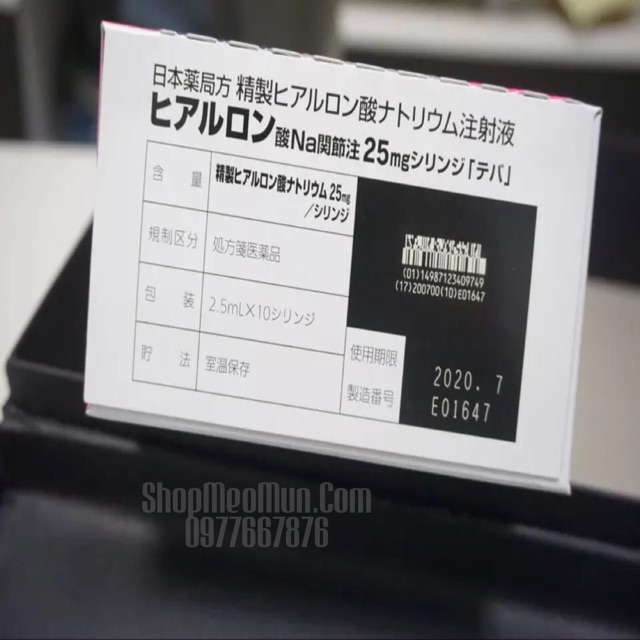 日本薬局方 精製ヒアルロン酸ナトリウム注射液
ヒアルロン酸Na関節注25mgシリンジ「テバ」
含 量 精製ヒアルロン酸ナトリウム 25mg
/シリンジ
規制区分 処方箋医薬品
包 装 2.5mL×10シリンジ
貯 法 室温保存
(01)14987123409749
(17)200700(10)E01647
使用期限 2020. 7
製造番号 E01647
ShopMeoMun.Com
0977667876